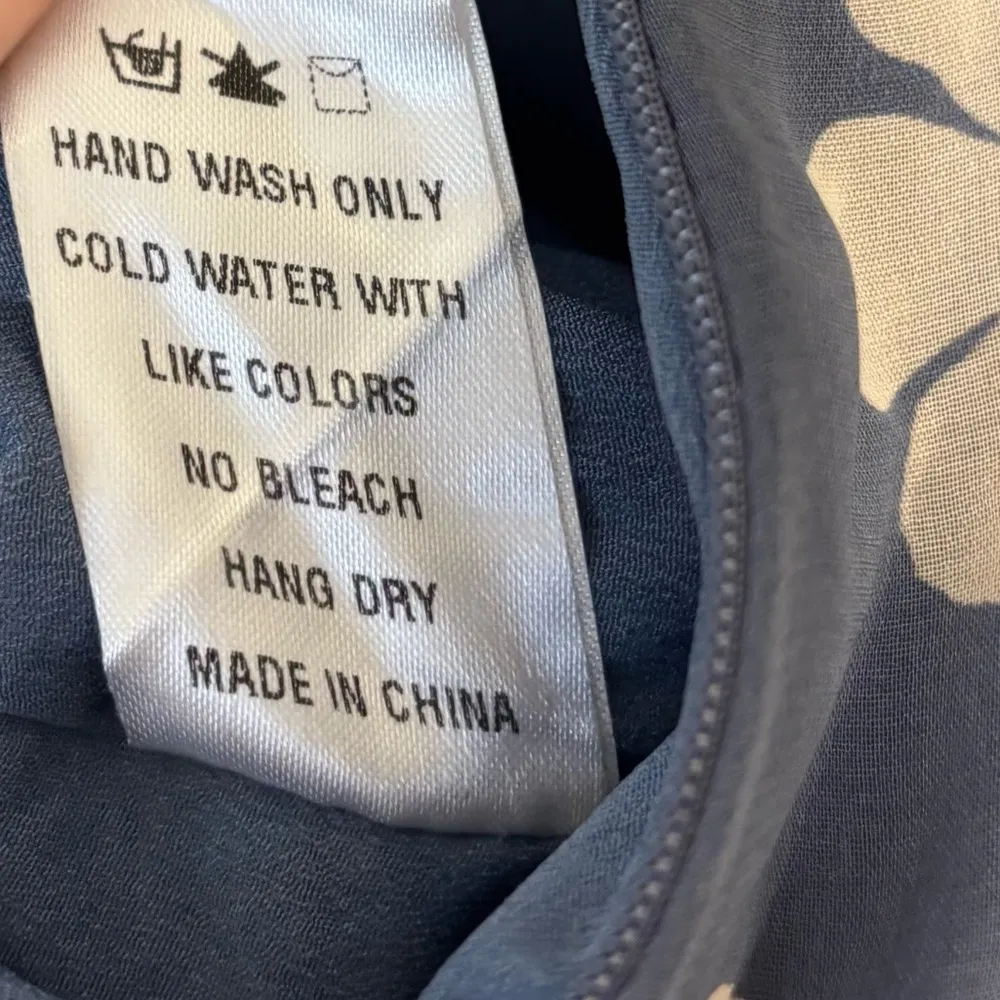 HAND WASH ONLY
COLD WATER WITH
LIKE COLORS
NO BLEACH
HANG DRY
MADE IN CHINA